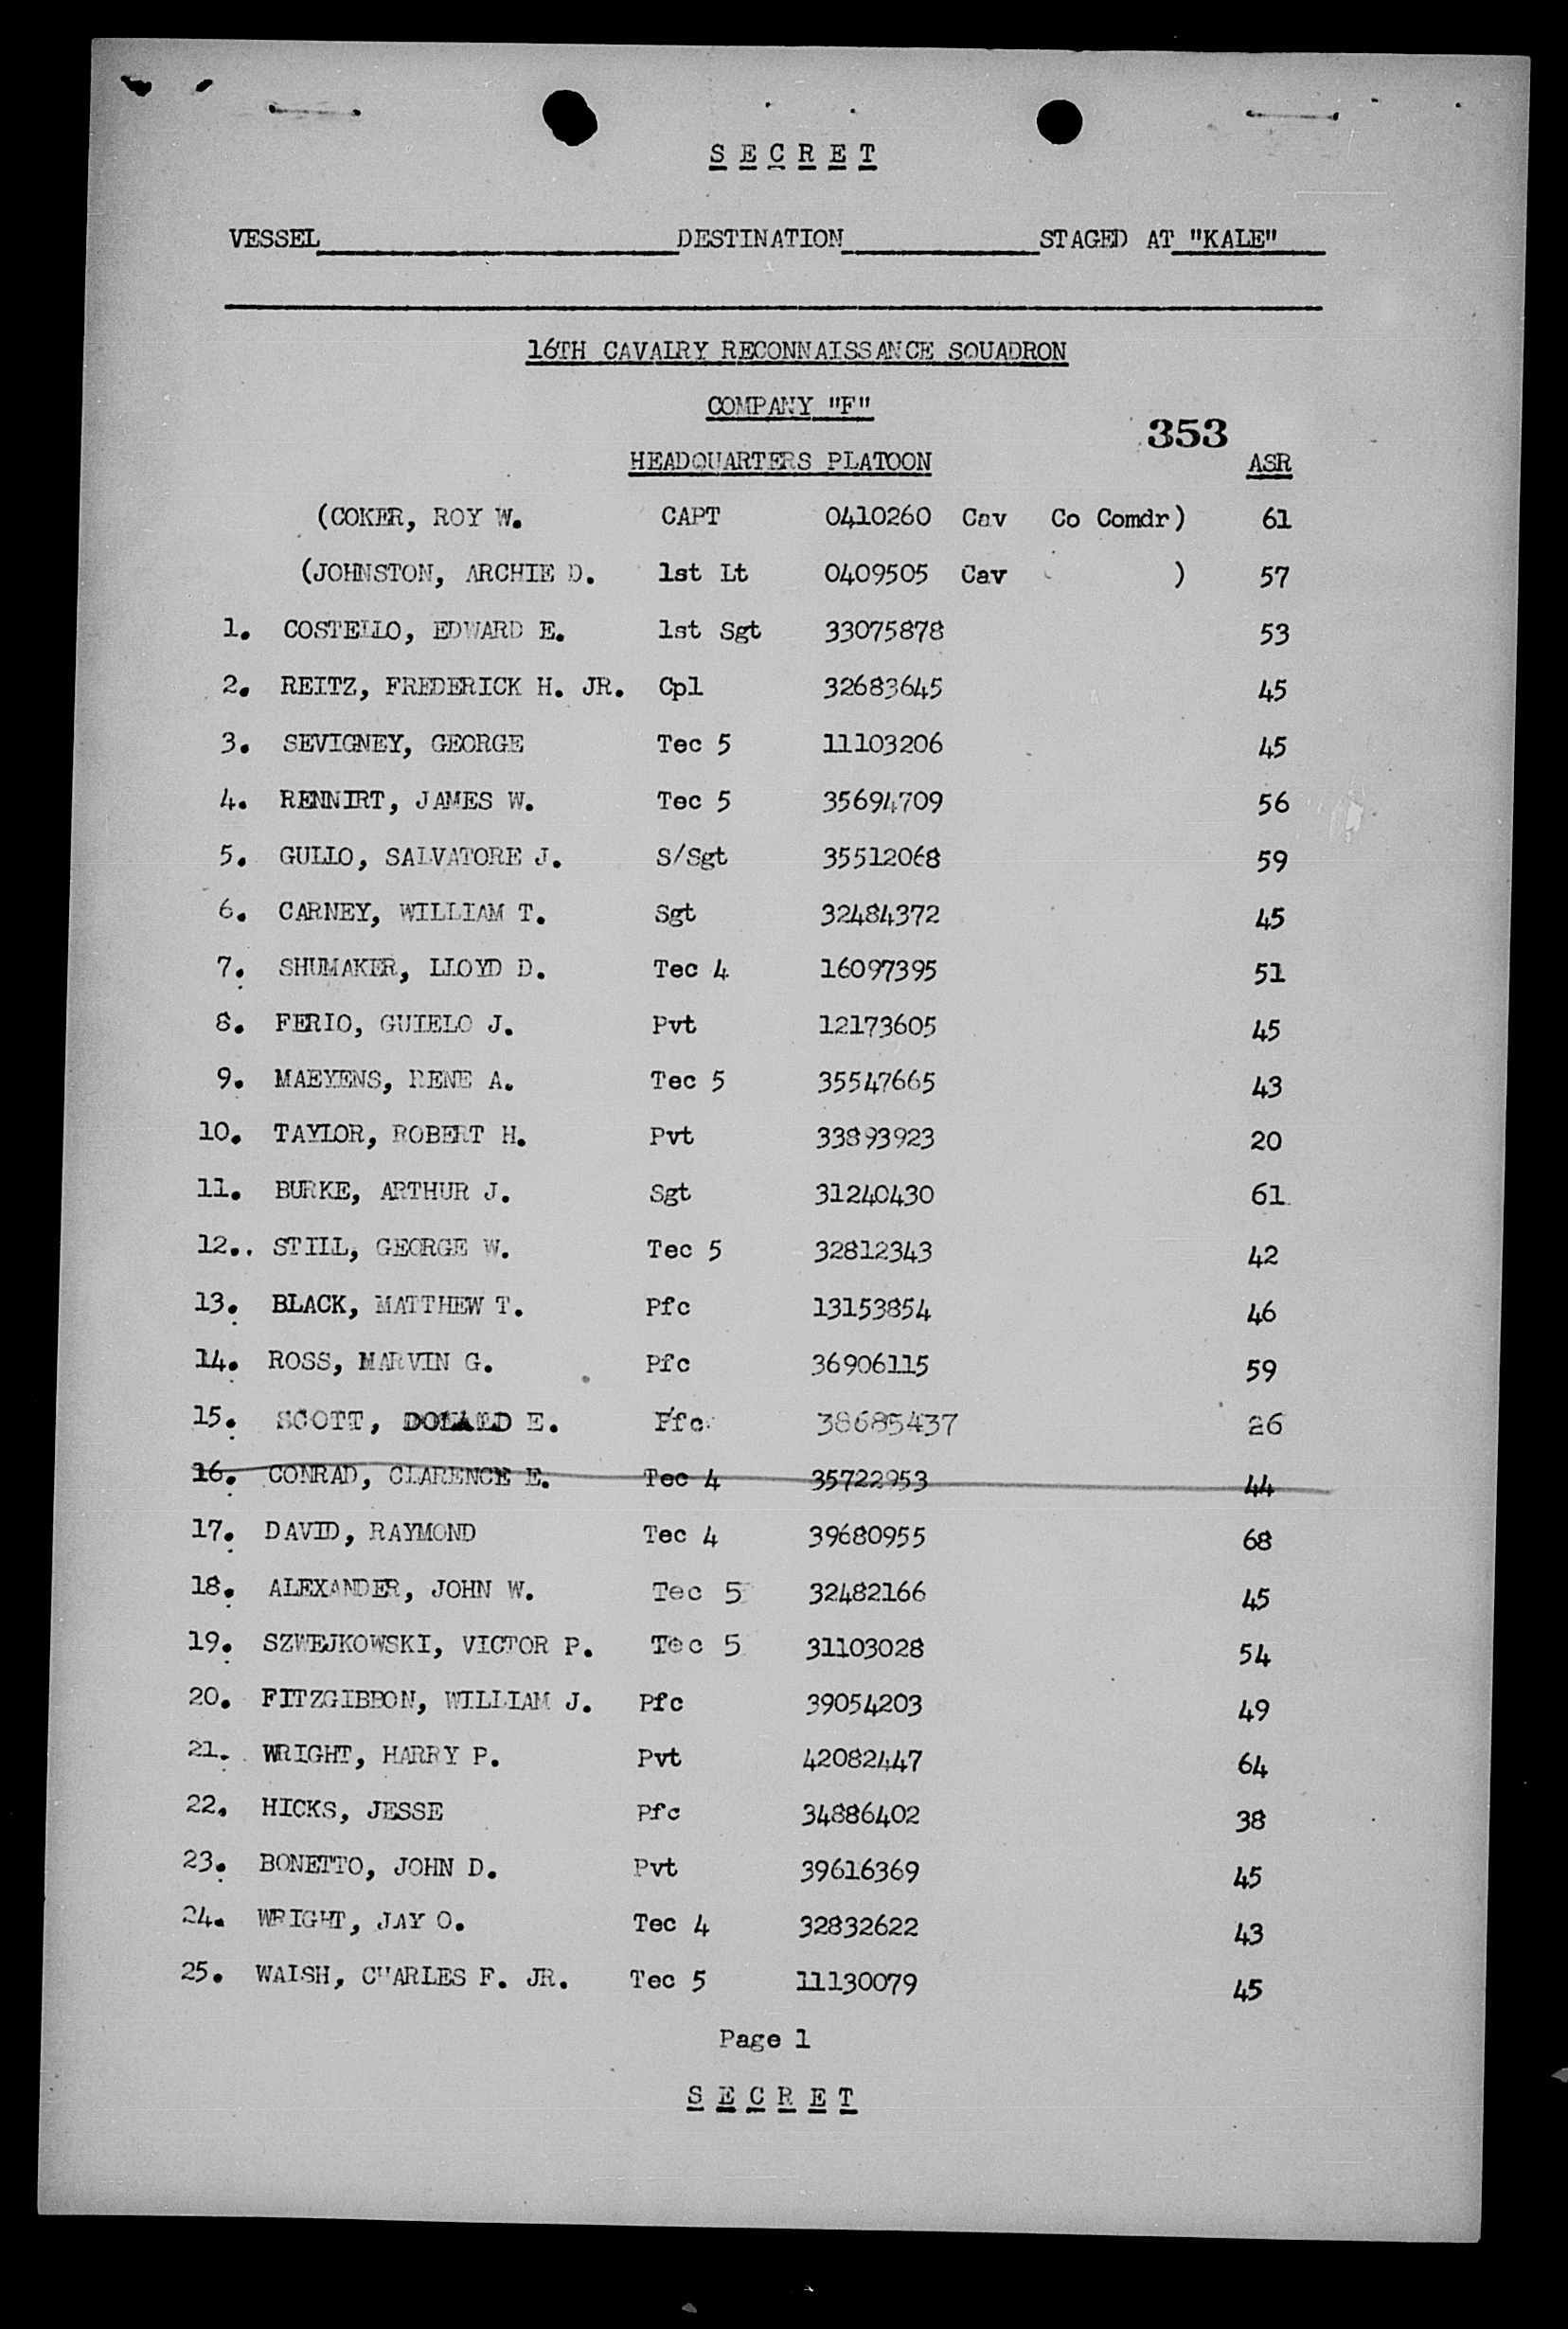 S E C R E T
VESSEL DESTINATION STAGED AT "KALE"
16TH CAVALRY RECONNAISSANCE SQUADRON
COMPANY "F"
353
HEADQUARTERS PLATOON ASR
(COKER, ROY W. CAPT 0410260 Cav Co Comdr) 61
(JOHNSTON, ARCHIE D. 1st Lt 0409505 Cav ) 57
1. COSTELLO, EDWARD E. 1st Sgt 33075878 53
2. REITZ, FREDERICK H. JR. Cpl 32683645 45
3. SEVIGNEY, GEORGE Tec 5 11103206 45
4. RENNIRT, JAMES W. Tec 5 35694709 56
5. GULLO, SALVATORE J. S/Sgt 35512068 59
6. CARNEY, WILLIAM T. Sgt 32484372 45
7. SHUMAKER, LLOYD D. Tec 4 16097395 51
8. FERIO, GUIELO J. Pvt 12173605 45
9. MAEYENS, RENE A. Tec 5 35547665 43
10. TAYLOR, ROBERT H. Pvt 33893923 20
11. BURKE, ARTHUR J. Sgt 31240430 61
12.. STILL, GEORGE W. Tec 5 32812343 42
13. BLACK, MATTHEW T. Pfc 13153854 46
14. ROSS, MARVIN G. Pfc 36906115 59
15. SCOTT, DONALD E. Pfc 38685437 26
16. CONRAD, CLARENCE E. Tec 4 35722953 44
17. DAVID, RAYMOND Tec 4 39680955 68
18. ALEXANDER, JOHN W. Tec 5 32482166 45
19. SZWEJKOWSKI, VICTOR P. Tec 5 31103028 54
20. FITZGIBBON, WILLIAM J. Pfc 39054203 49
21. WRIGHT, HARRY P. Pvt 42082447 64
22. HICKS, JESSE Pfc 34886402 38
23. BONETTO, JOHN D. Pvt 39616369 45
24. WRIGHT, JAY O. Tec 4 32832622 43
25. WALSH, CHARLES F. JR. Tec 5 11130079 45
Page 1
S E C R E T